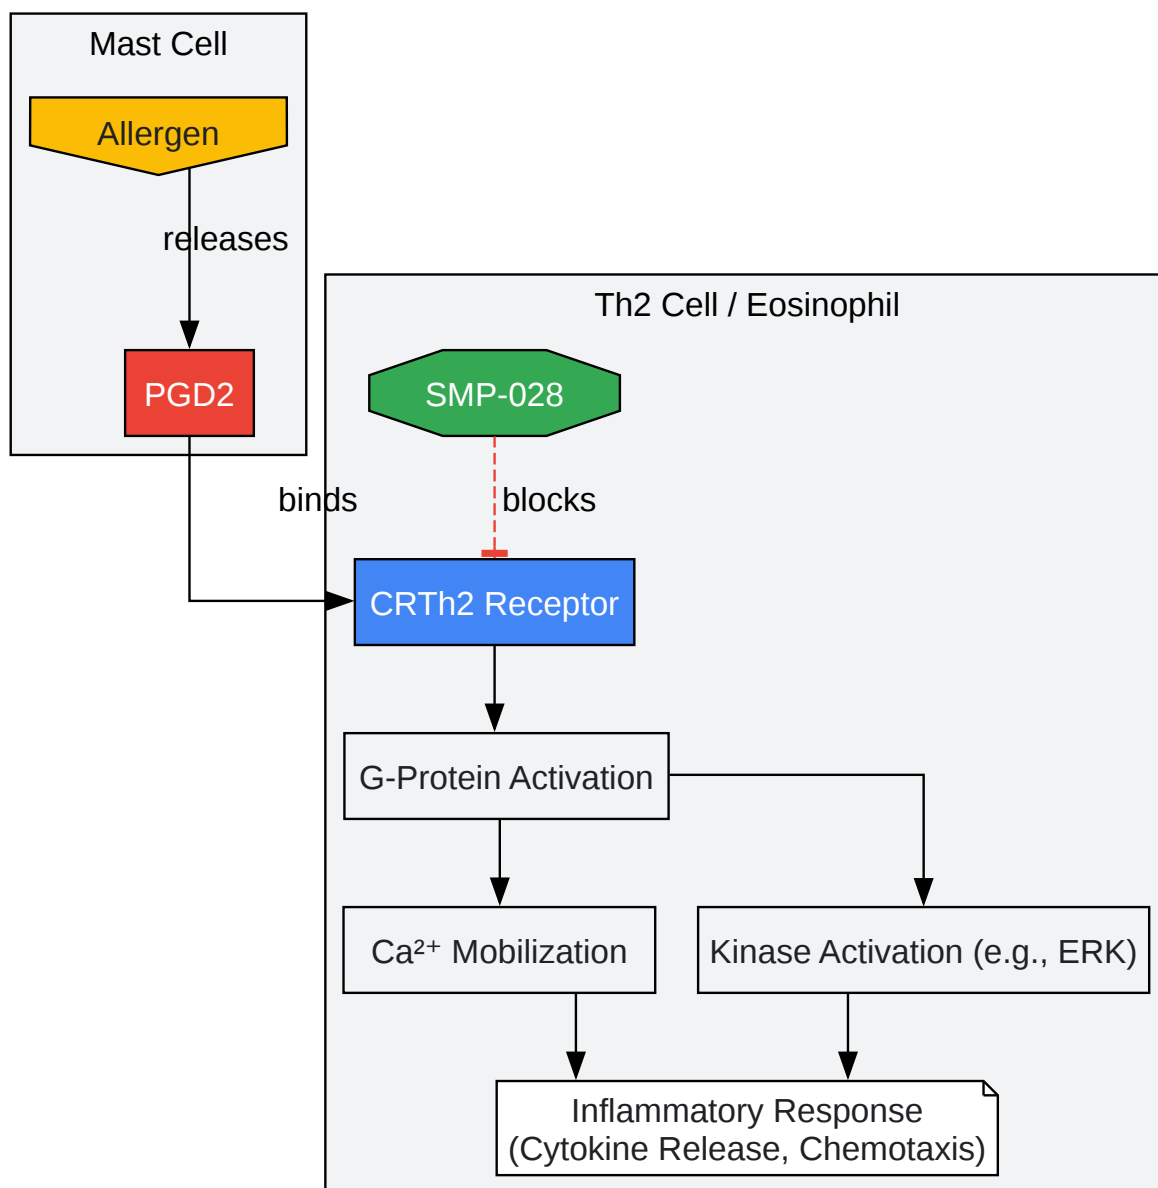 Mast Cell
Allergen
releases
Th2 Cell / Eosinophil
PGD2
SMP-028
binds
blocks
CRTh2 Receptor
G-Protein Activation
Ca²⁺ Mobilization
Kinase Activation (e.g., ERK)
Inflammatory Response
(Cytokine Release, Chemotaxis)